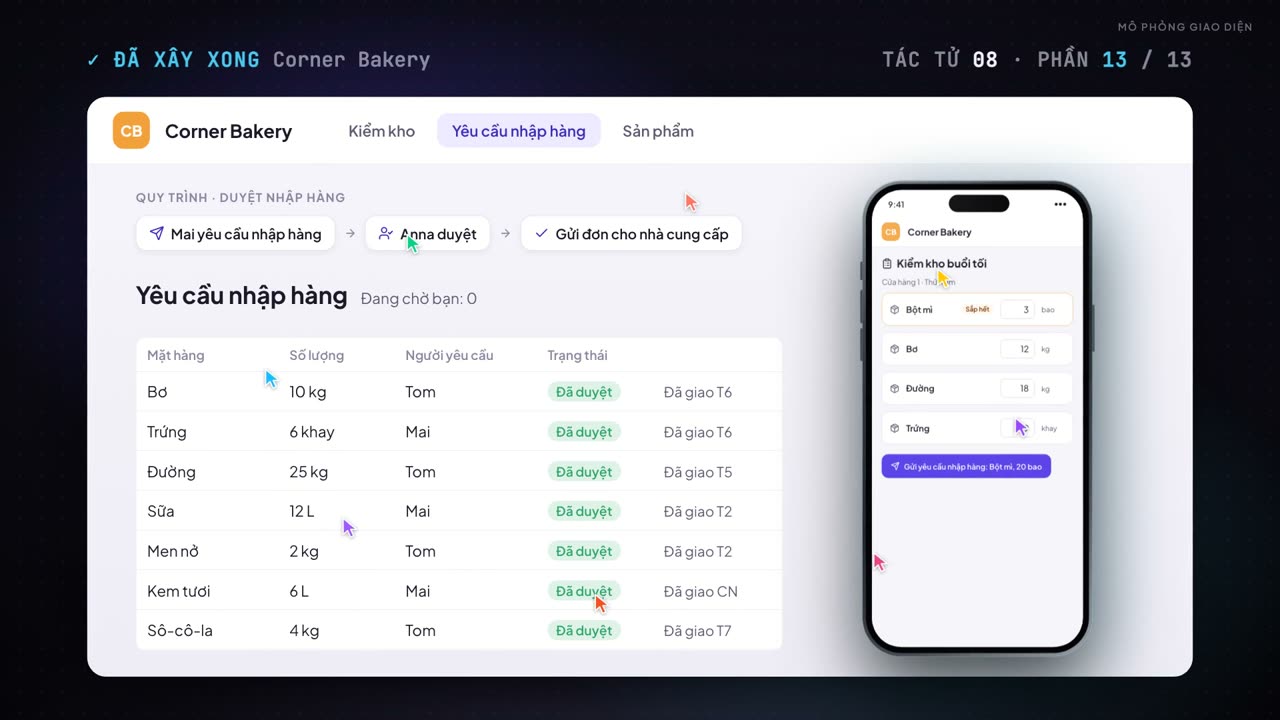 MÔ PHỎNG GIAO DIỆN
✓ ĐÃ XÂY XONG Corner Bakery
TÁC TỬ 08 · PHẦN 13 / 13
CB Corner Bakery Kiểm kho Yêu cầu nhập hàng Sản phẩm
QUY TRÌNH · DUYỆT NHẬP HÀNG
Mai yêu cầu nhập hàng → Anna duyệt → Gửi đơn cho nhà cung cấp
Yêu cầu nhập hàng Đang chờ bạn: 0
Mặt hàng Số lượng Người yêu cầu Trạng thái
Bơ 10 kg Tom Đã duyệt Đã giao T6
Trứng 6 khay Mai Đã duyệt Đã giao T6
Đường 25 kg Tom Đã duyệt Đã giao T5
Sữa 12 L Mai Đã duyệt Đã giao T2
Men nở 2 kg Tom Đã duyệt Đã giao T2
Kem tươi 6 L Mai Đã duyệt Đã giao CN
Sô-cô-la 4 kg Tom Đã duyệt Đã giao T7
9:41
CB Corner Bakery
Kiểm kho buổi tối
Cửa hàng 1 ·
Bột mì Sắp hết 3 bao
Bơ 12 kg
Đường 18 kg
Trứng khay
Gửi yêu cầu nhập hàng: Bột mì, 20 bao